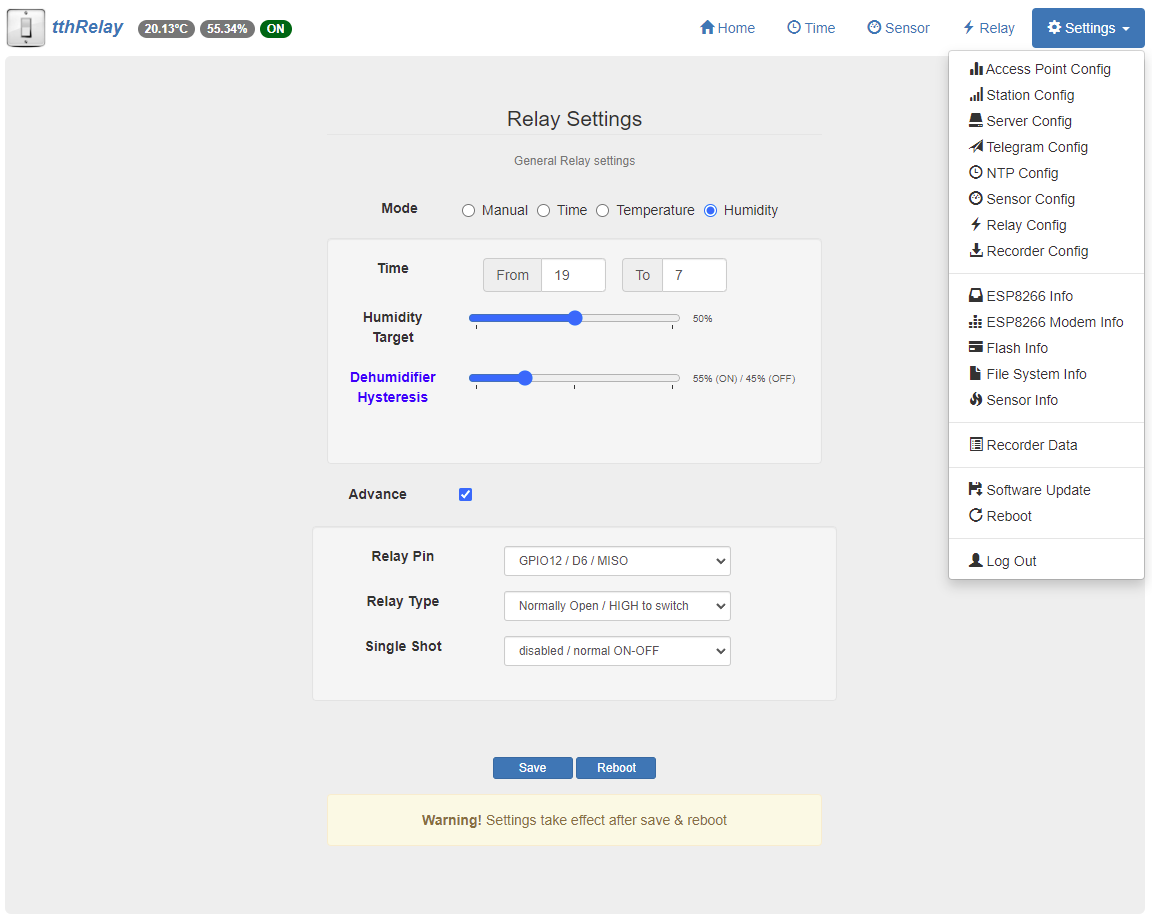 tthRelay 20.13°C 55.34% ON Home Time Sensor Relay Settings
Access Point Config
Station Config
Server Config
Telegram Config
NTP Config
Sensor Config
Relay Config
Recorder Config
ESP8266 Info
ESP8266 Modem Info
Flash Info
File System Info
Sensor Info
Recorder Data
Software Update
Reboot
Log Out
Relay Settings
General Relay settings
Mode Manual Time Temperature Humidity
Time From 19 To 7
Humidity
Target
50%
Dehumidifier
Hysteresis
55% (ON) / 45% (OFF)
Advance
Relay Pin GPIO12 / D6 / MISO
Relay Type Normally Open / HIGH to switch
Single Shot disabled / normal ON-OFF
Save Reboot
Warning! Settings take effect after save & reboot